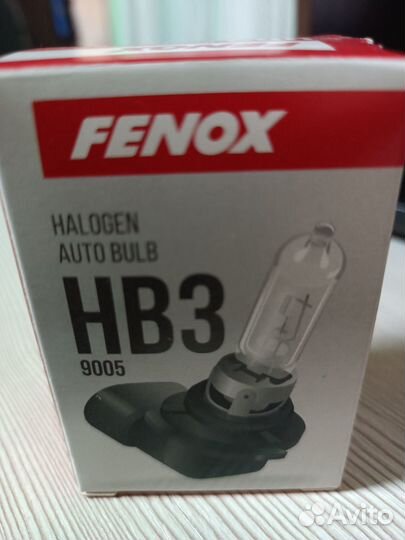 FENOX
HALOGEN
AUTO BULB
HB3
9005
Avito